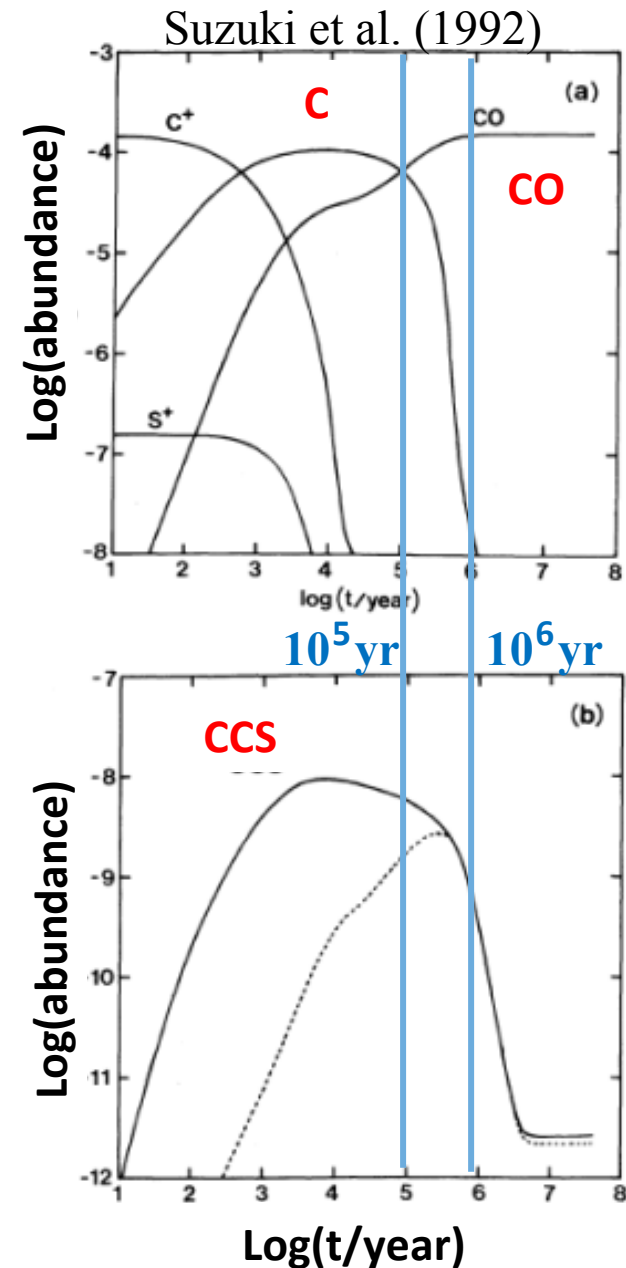 Suzuki et al. (1992)
-3
(a)
C
C⁺
CO
-4
CO
-5
Log(abundance)
-6
S⁺
-7
-8
1 2 3 4 5 6 7 8
log(t/year)
10⁵yr 10⁶yr
-7
(b)
CCS
-8
-9
Log(abundance)
10
11
-12
1 2 3 4 5 6 7 8
Log(t/year)